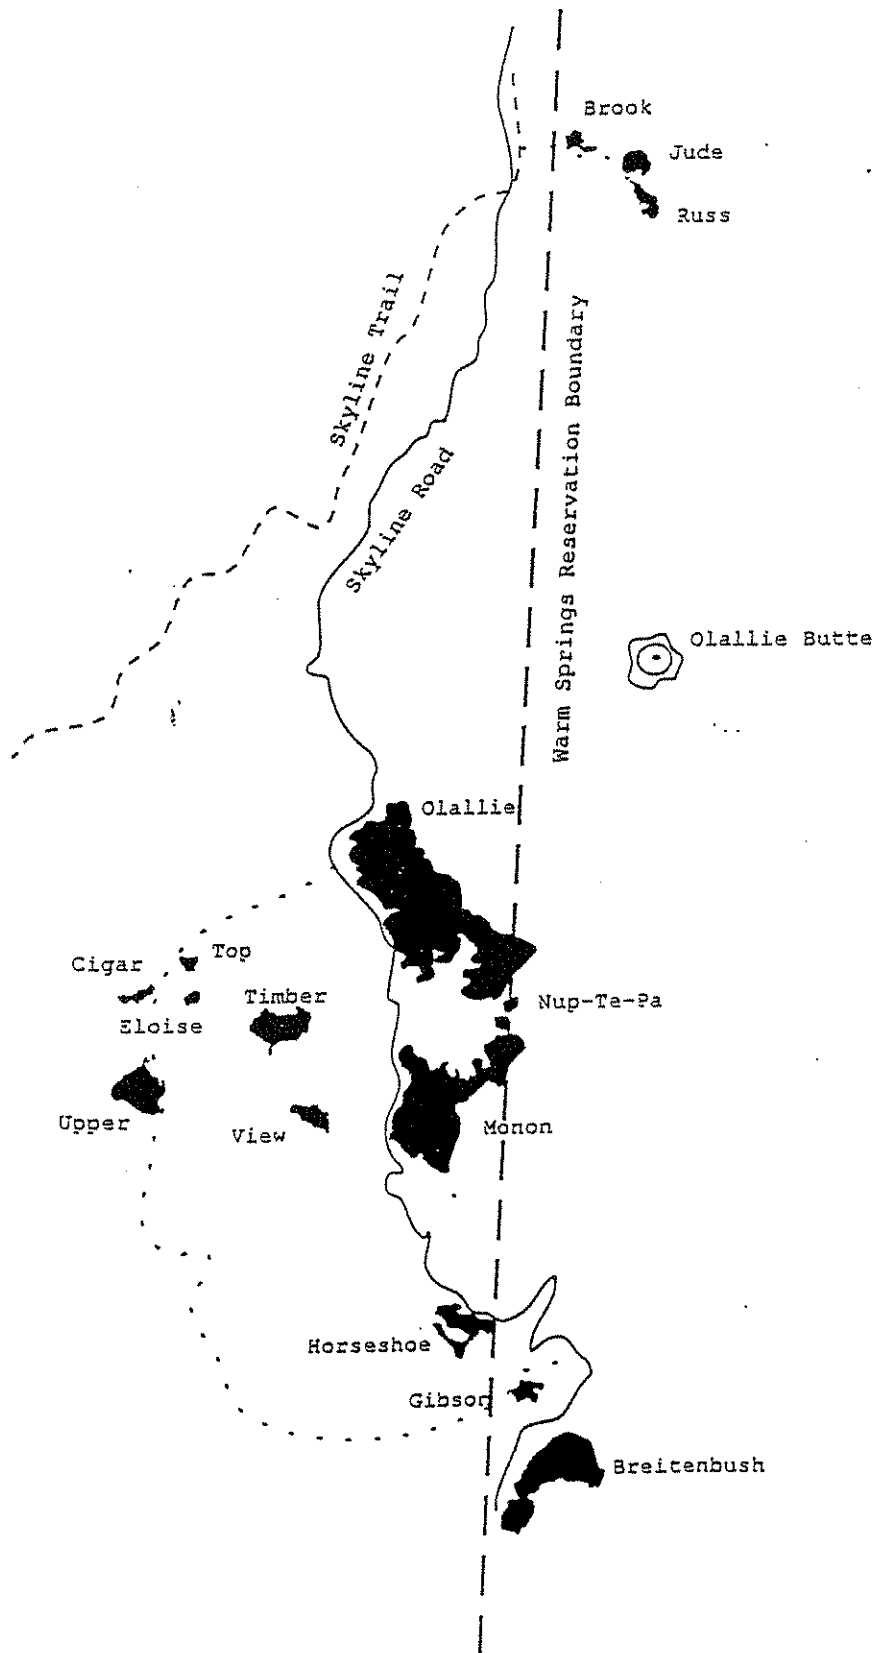 Brook
Jude
Russ
Skyline Trail
Skyline Road
Warm Springs Reservation Boundary
Olallie Butte
Olallie
Top
Cigar
Timber
Eloise
Nup-Te-Pa
Upper
View
Monon
Horseshoe
Gibson
Breitenbush